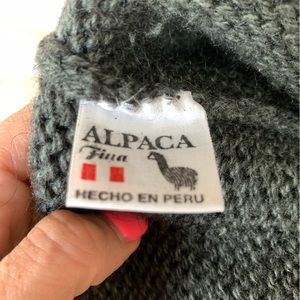 ALPACA
Fina
HECHO EN PERU